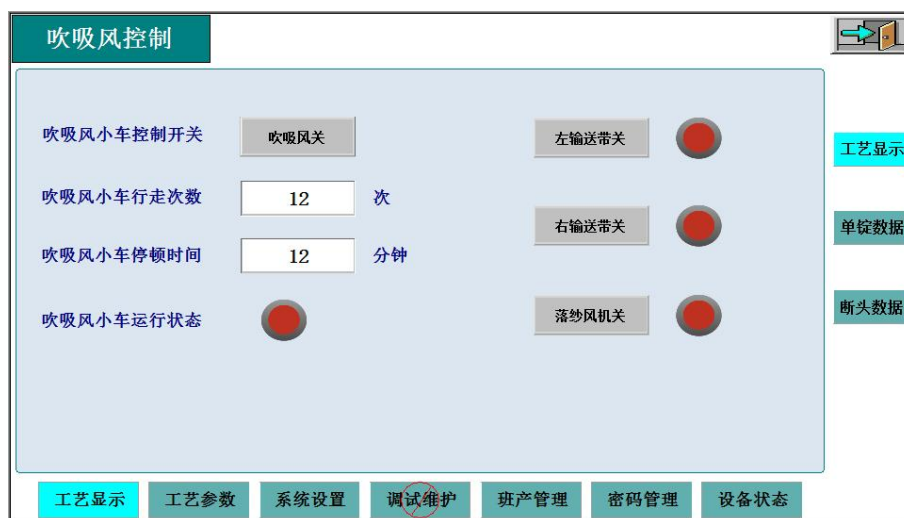 吹吸风控制
吹吸风小车控制开关 吹吸风关 左输送带关
工艺显示
吹吸风小车行走次数 12 次
右输送带关 单锭数据
吹吸风小车停顿时间 12 分钟
吹吸风小车运行状态 落纱风机关 断头数据
工艺显示 工艺参数 系统设置 调试维护 班产管理 密码管理 设备状态